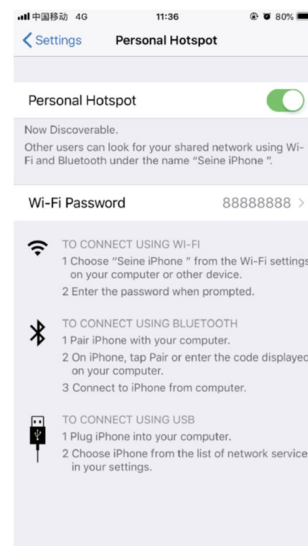 中国移动 4G 11:36 80%
Settings Personal Hotspot
Personal Hotspot
Now Discoverable.
Other users can look for your shared network using Wi-
Fi and Bluetooth under the name “Seine iPhone ”.
Wi-Fi Password 88888888
TO CONNECT USING WI-FI
1 Choose “Seine iPhone ” from the Wi-Fi settings
on your computer or other device.
2 Enter the password when prompted.
TO CONNECT USING BLUETOOTH
1 Pair iPhone with your computer.
2 On iPhone, tap Pair or enter the code displayed
on your computer.
3 Connect to iPhone from computer.
TO CONNECT USING USB
1 Plug iPhone into your computer.
2 Choose iPhone from the list of network service
in your settings.